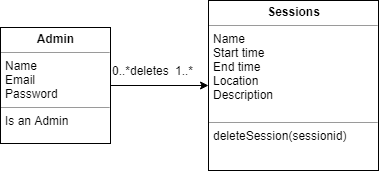 Admin
Name
Email
Password
Is an Admin
0..*deletes 1..*
Sessions
Name
Start time
End time
Location
Description
deleteSession(sessionid)